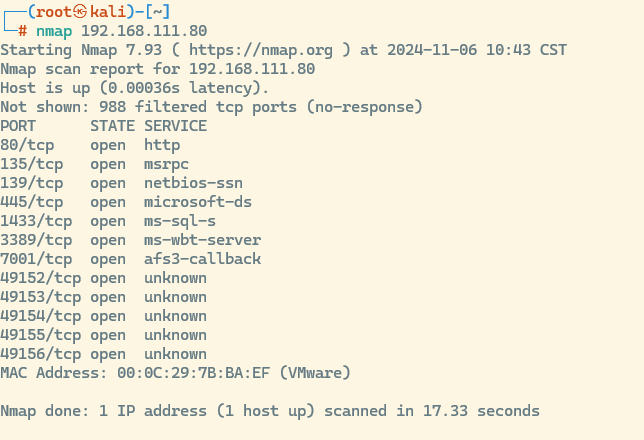 ┌──(root㉿kali)-[~]
└─# nmap 192.168.111.80
Starting Nmap 7.93 ( https://nmap.org ) at 2024-11-06 10:43 CST
Nmap scan report for 192.168.111.80
Host is up (0.00036s latency).
Not shown: 988 filtered tcp ports (no-response)
PORT      STATE SERVICE
80/tcp    open  http
135/tcp   open  msrpc
139/tcp   open  netbios-ssn
445/tcp   open  microsoft-ds
1433/tcp  open  ms-sql-s
3389/tcp  open  ms-wbt-server
7001/tcp  open  afs3-callback
49152/tcp open  unknown
49153/tcp open  unknown
49154/tcp open  unknown
49155/tcp open  unknown
49156/tcp open  unknown
MAC Address: 00:0C:29:7B:BA:EF (VMware)
Nmap done: 1 IP address (1 host up) scanned in 17.33 seconds